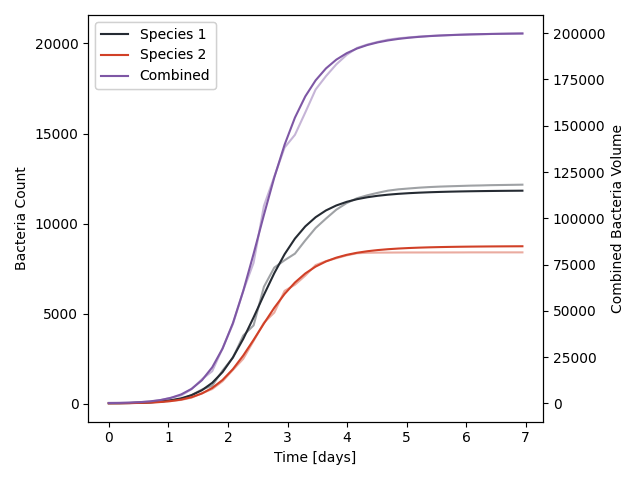 Species 1
Species 2
Combined
20000
15000
10000
5000
0
Bacteria Count
200000
175000
150000
125000
100000
75000
50000
25000
0
Combined Bacteria Volume
0 1 2 3 4 5 6 7
Time [days]